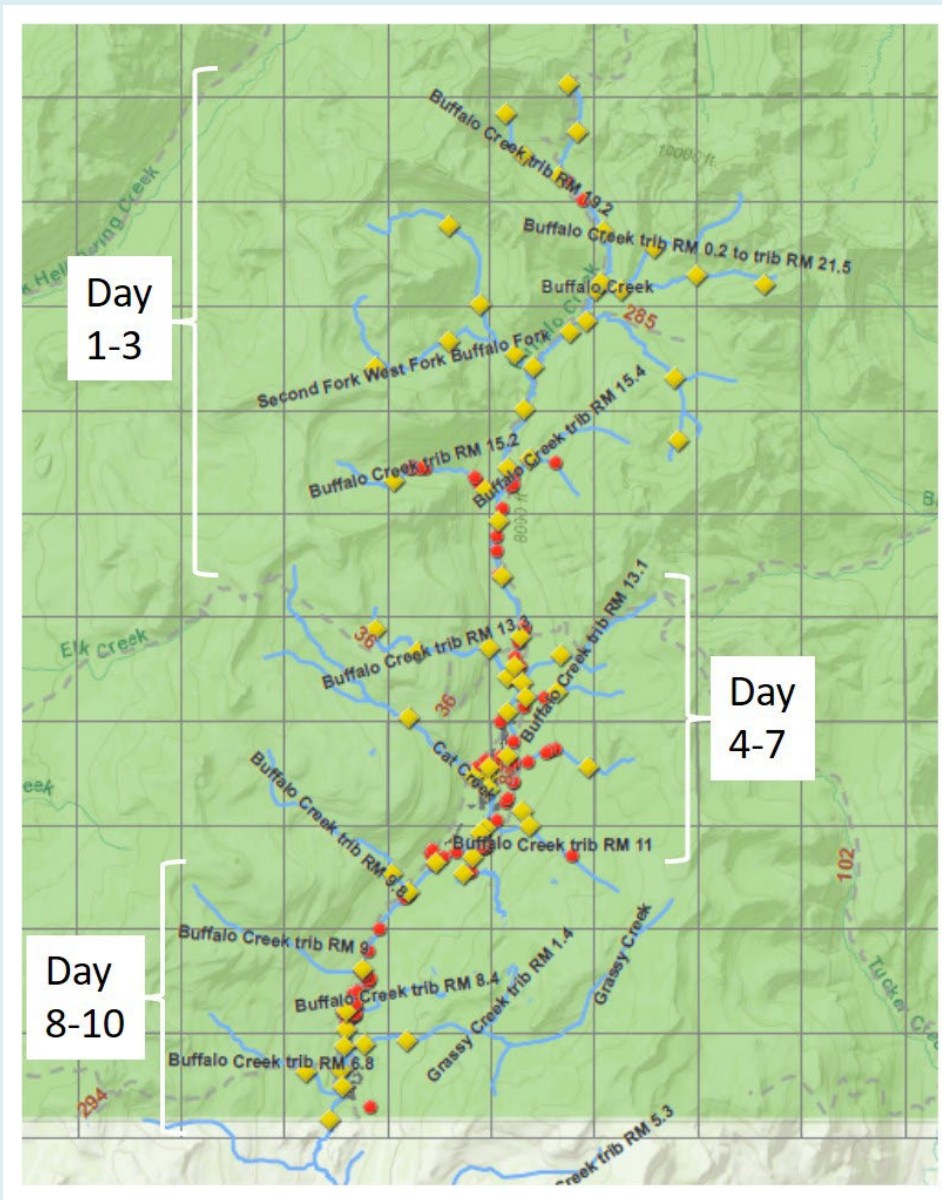 Buffalo Creek trib RM 19.2
10000 ft
Buffalo Creek trib RM 0.2 to trib RM 21.5
Buffalo Creek
285
Day
1-3
Second Fork West Fork Buffalo Fork
Buffalo Creek trib RM 15.4
Buffalo Creek trib RM 15.2
8000 ft
Buffalo Creek trib RM 13.1
Elk Creek
36
Buffalo Creek trib RM 13.3
36
Day
4-7
Cat Creek
Buffalo Creek trib RM 9.8
Buffalo Creek trib RM 11
102
Buffalo Creek trib RM 9
Grassy Creek
Day
8-10
Buffalo Creek trib RM 8.4
Grassy Creek trib RM 1.4
Buffalo Creek trib RM 6.8
294
Creek trib RM 5.3